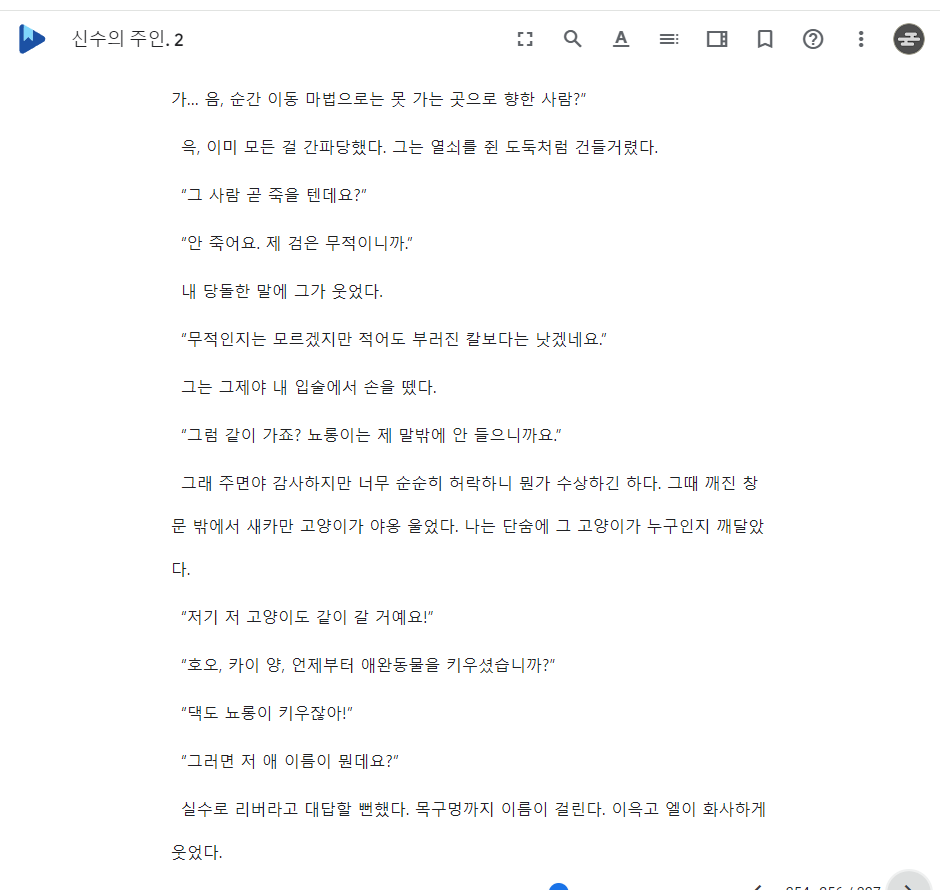 신수의 주인. 2
가... 음, 순간 이동 마법으로는 못 가는 곳으로 향한 사람?”
윽, 이미 모든 걸 간파당했다. 그는 열쇠를 쥔 도둑처럼 건들거렸다.
“그 사람 곧 죽을 텐데요?”
“안 죽어요. 제 검은 무적이니까.”
내 당돌한 말에 그가 웃었다.
“무적인지는 모르겠지만 적어도 부러진 칼보다는 낫겠네요.”
그는 그제야 내 입술에서 손을 뗐다.
“그럼 같이 가죠? 뇨롱이는 제 말밖에 안 들으니까요.”
그래 주면야 감사하지만 너무 순순히 허락하니 뭔가 수상하긴 하다. 그때 깨진 창
문 밖에서 새카만 고양이가 야옹 울었다. 나는 단숨에 그 고양이가 누구인지 깨달았
다.
“저기 저 고양이도 같이 갈 거예요!”
“호오, 카이 양, 언제부터 애완동물을 키우셨습니까?”
“댁도 뇨롱이 키우잖아!”
“그러면 저 애 이름이 뭔데요?”
실수로 리버라고 대답할 뻔했다. 목구멍까지 이름이 걸린다. 이윽고 엘이 화사하게
웃었다.